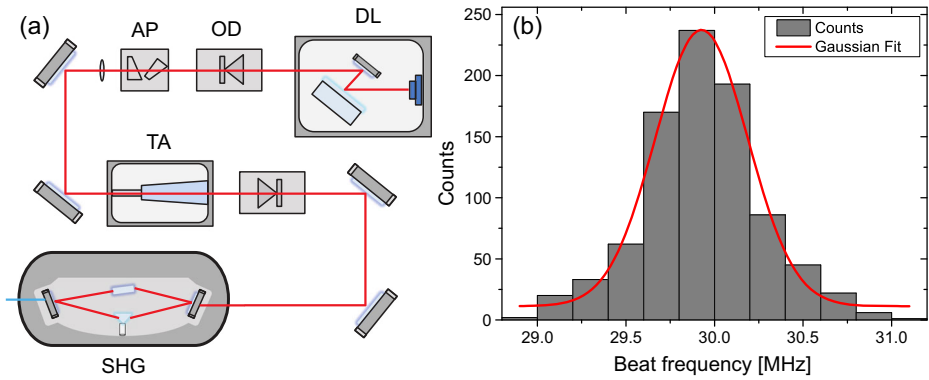 (a)
AP
OD
DL
TA
SHG
(b)
Counts
Gaussian Fit
250
200
150
100
50
0
Counts
29.0
29.5
30.0
30.5
31.0
Beat frequency [MHz]